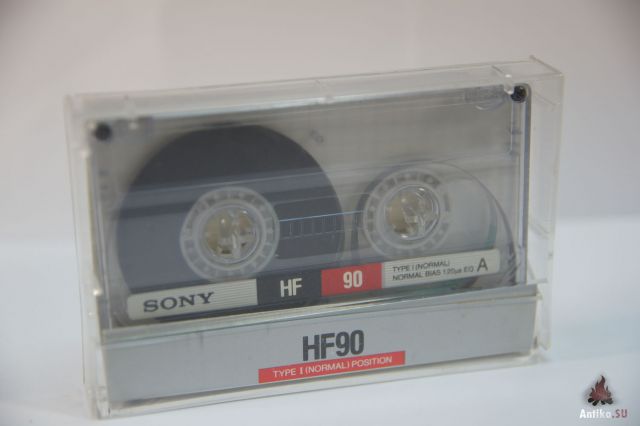 SONY
HF
90
TYPE I (NORMAL)
NORMAL BIAS 120μs EQ
A
HF90
TYPE I (NORMAL) POSITION
Antiko.SU